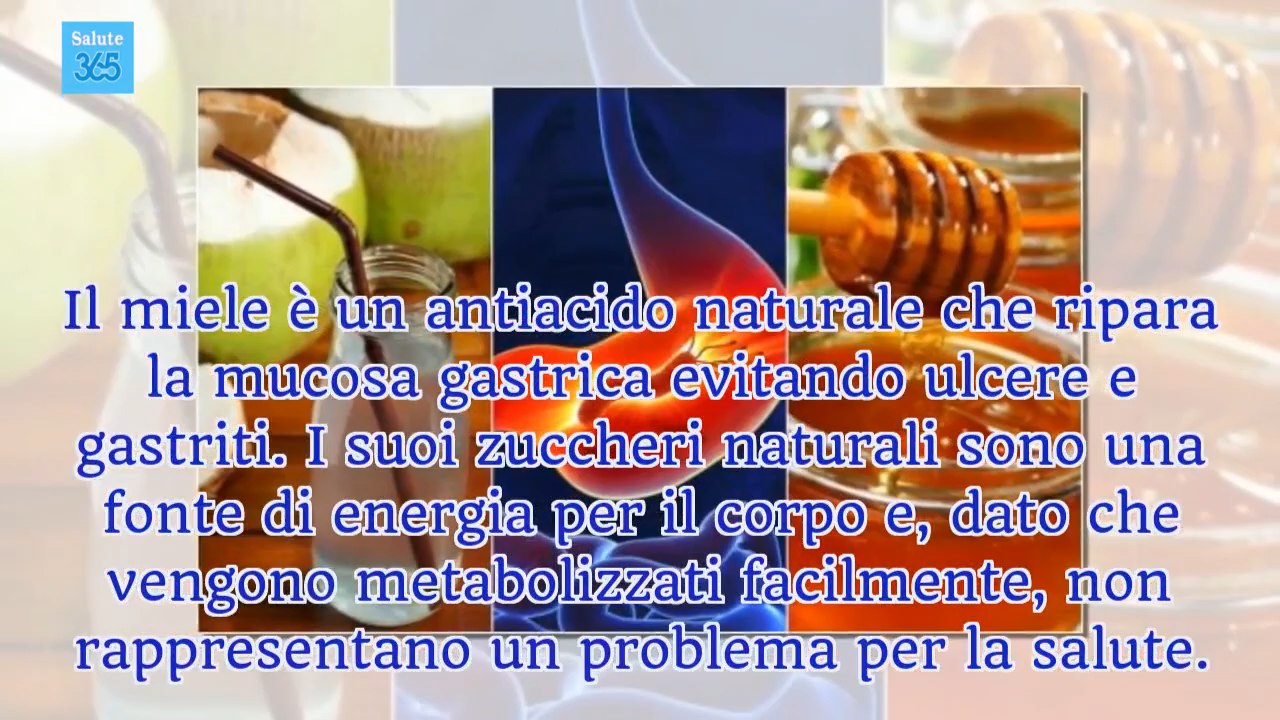 Salute
365
Il miele è un antiacido naturale che ripara
la mucosa gastrica evitando ulcere e
gastriti. I suoi zuccheri naturali sono una
fonte di energia per il corpo e, dato che
vengono metabolizzati facilmente, non
rappresentano un problema per la salute.